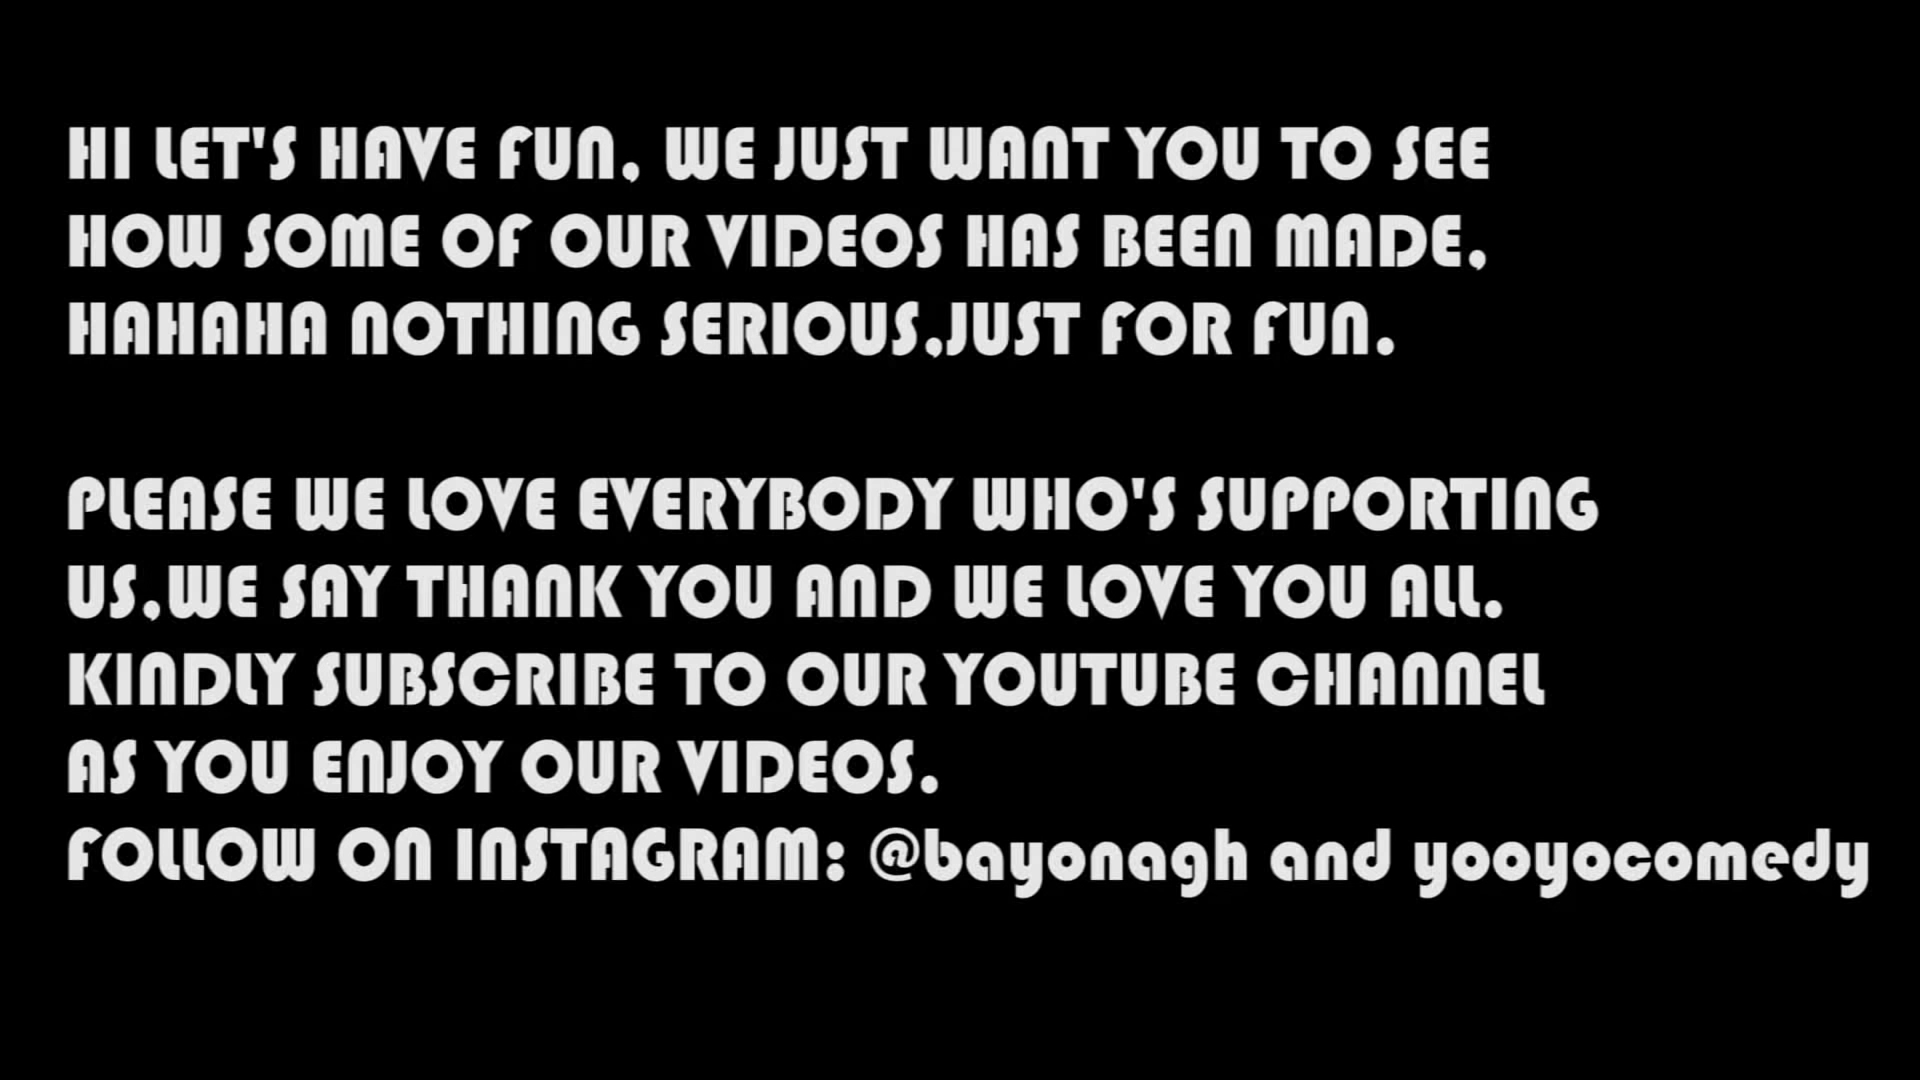 HI LET'S HAVE FUN, WE JUST WANT YOU TO SEE
HOW SOME OF OUR VIDEOS HAS BEEN MADE,
HAHAHA NOTHING SERIOUS,JUST FOR FUN.
PLEASE WE LOVE EVERYBODY WHO'S SUPPORTING
US,WE SAY THANK YOU AND WE LOVE YOU ALL.
KINDLY SUBSCRIBE TO OUR YOUTUBE CHANNEL
AS YOU ENJOY OUR VIDEOS.
FOLLOW ON INSTAGRAM: @bayonagh and yooyocomedy